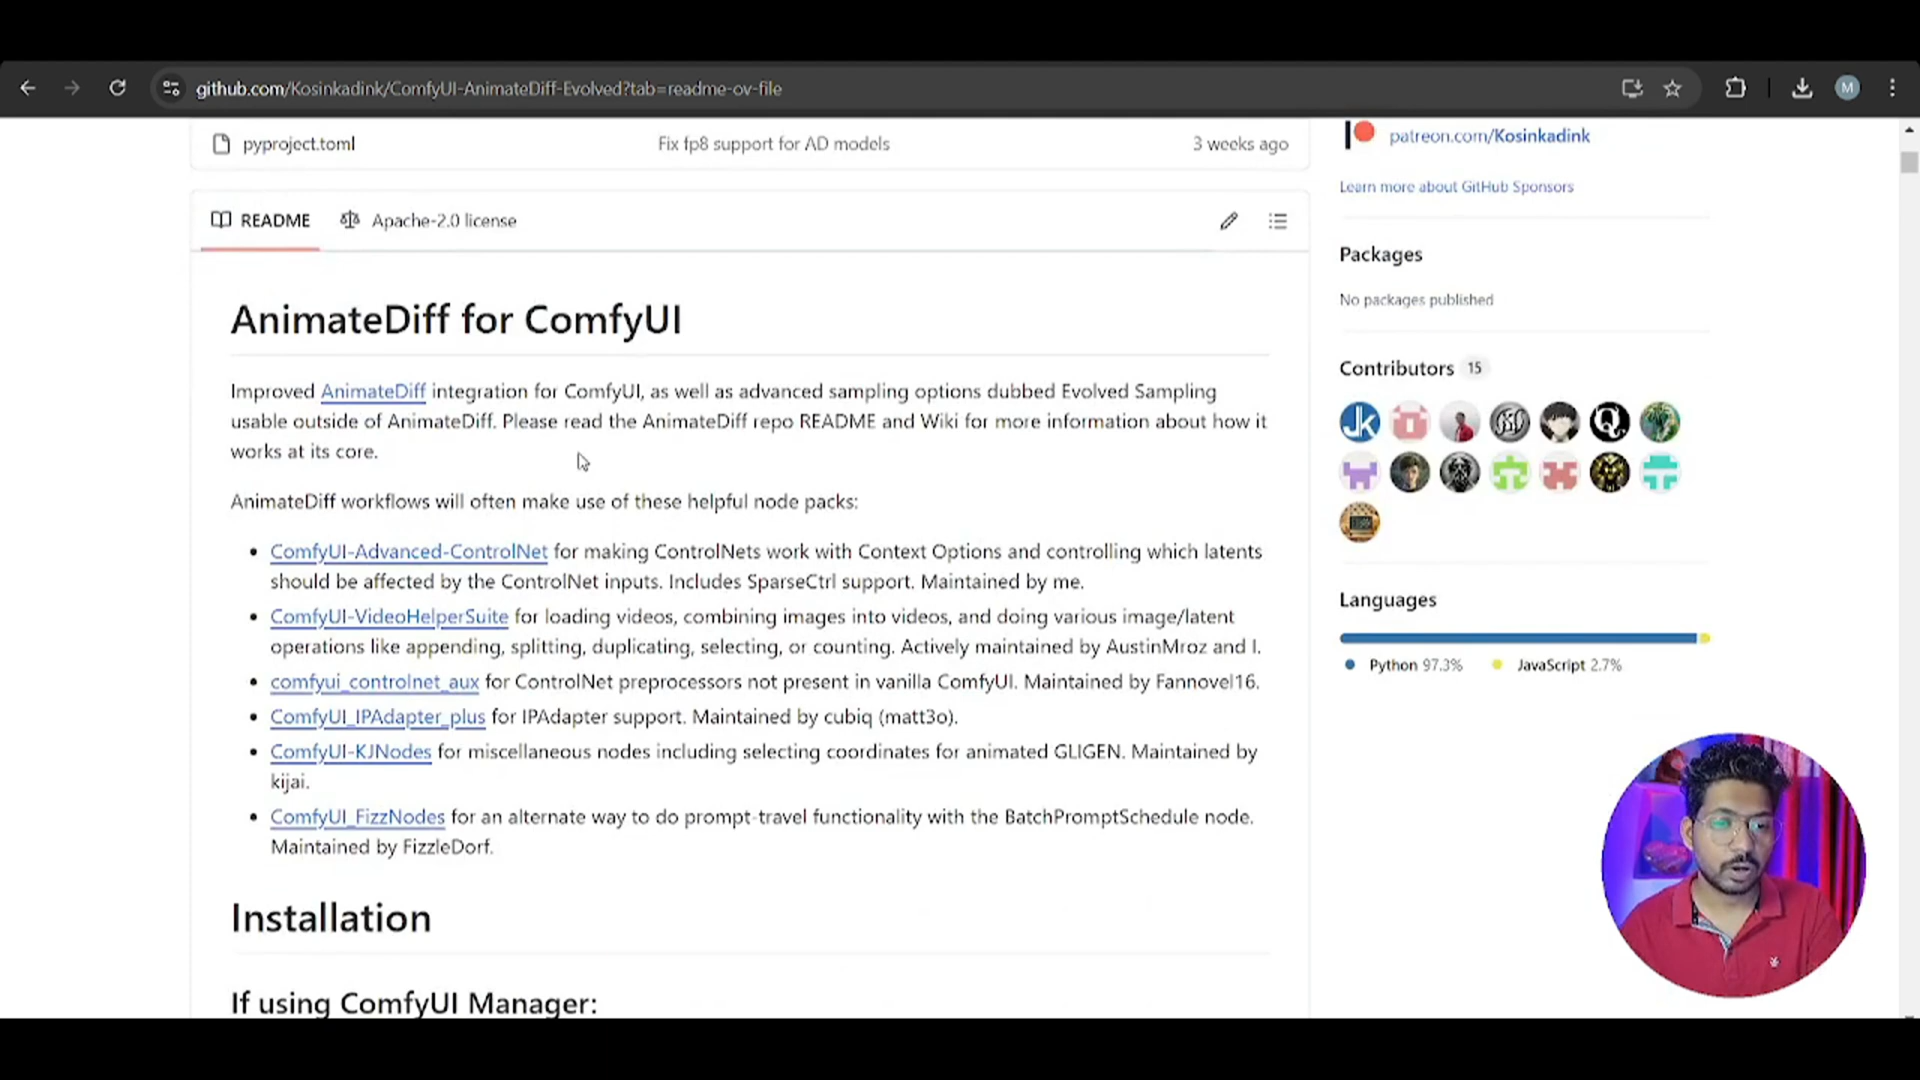 github.com/Kosinkadink/ComfyUI-AnimateDiff-Evolved?tab=readme-ov-file
M
pyproject.toml
Fix fp8 support for AD models
3 weeks ago
README
Apache-2.0 license
AnimateDiff for ComfyUI
Improved AnimateDiff integration for ComfyUI, as well as advanced sampling options dubbed Evolved Sampling
usable outside of AnimateDiff. Please read the AnimateDiff repo README and Wiki for more information about how it
works at its core.
AnimateDiff workflows will often make use of these helpful node packs:
ComfyUI-Advanced-ControlNet for making ControlNets work with Context Options and controlling which latents
should be affected by the ControlNet inputs. Includes SparseCtrl support. Maintained by me.
ComfyUI-VideoHelperSuite for loading videos, combining images into videos, and doing various image/latent
operations like appending, splitting, duplicating, selecting, or counting. Actively maintained by AustinMroz and I.
comfyui_controlnet_aux for ControlNet preprocessors not present in vanilla ComfyUI. Maintained by Fannovel16.
ComfyUI_IPAdapter_plus for IPAdapter support. Maintained by cubiq (matt3o).
ComfyUI-KJNodes for miscellaneous nodes including selecting coordinates for animated GLIGEN. Maintained by
kijai.
ComfyUI_FizzNodes for an alternate way to do prompt-travel functionality with the BatchPromptSchedule node.
Maintained by FizzleDorf.
Installation
If using ComfyUI Manager:
patreon.com/Kosinkadink
Learn more about GitHub Sponsors
Packages
No packages published
Contributors 15
JK
Q
Languages
Python 97.3%
JavaScript 2.7%